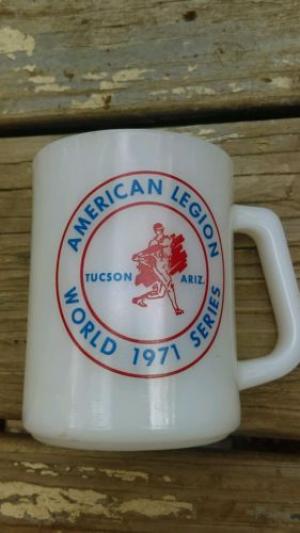 AMERICAN LEGION
TUCSON ARIZ.
WORLD 1971 SERIES